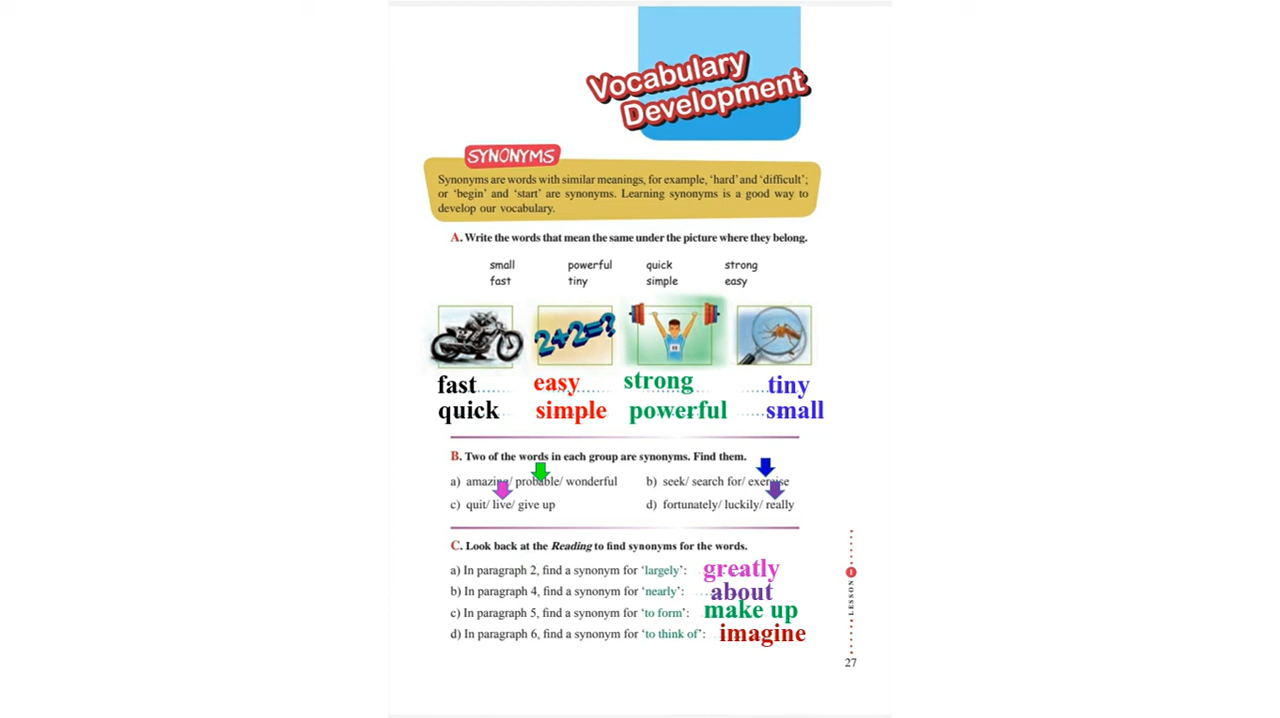 Vocabulary
Development
SYNONYMS
Synonyms are words with similar meanings, for example, 'hard' and 'difficult';
or 'begin' and 'start' are synonyms. Learning synonyms is a good way to
develop our vocabulary.
A. Write the words that mean the same under the picture where they belong.
small powerful quick strong
fast tiny simple easy
2+2=?
fast easy strong tiny
quick simple powerful small
B. Two of the words in each group are synonyms. Find them.
a) amazing/ probable/ wonderful b) seek/ search for/ exercise
c) quit/ live/ give up d) fortunately/ luckily/ really
C. Look back at the Reading to find synonyms for the words.
a) In paragraph 2, find a synonym for 'largely': greatly
b) In paragraph 4, find a synonym for 'nearly': about
c) In paragraph 5, find a synonym for 'to form': make up
d) In paragraph 6, find a synonym for 'to think of': imagine
LESSON 1
27